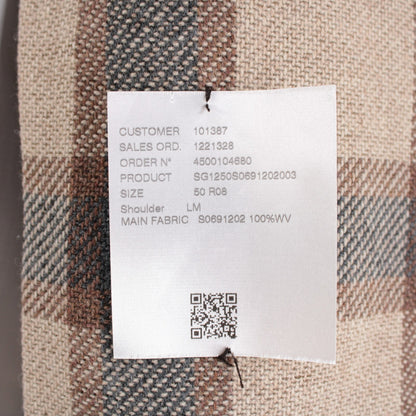 CUSTOMER 101387
SALES ORD. 1221328
ORDER N° 4500104680
PRODUCT SG1250S0691202003
SIZE 50 R08
Shoulder LM
MAIN FABRIC S0691202 100%WV